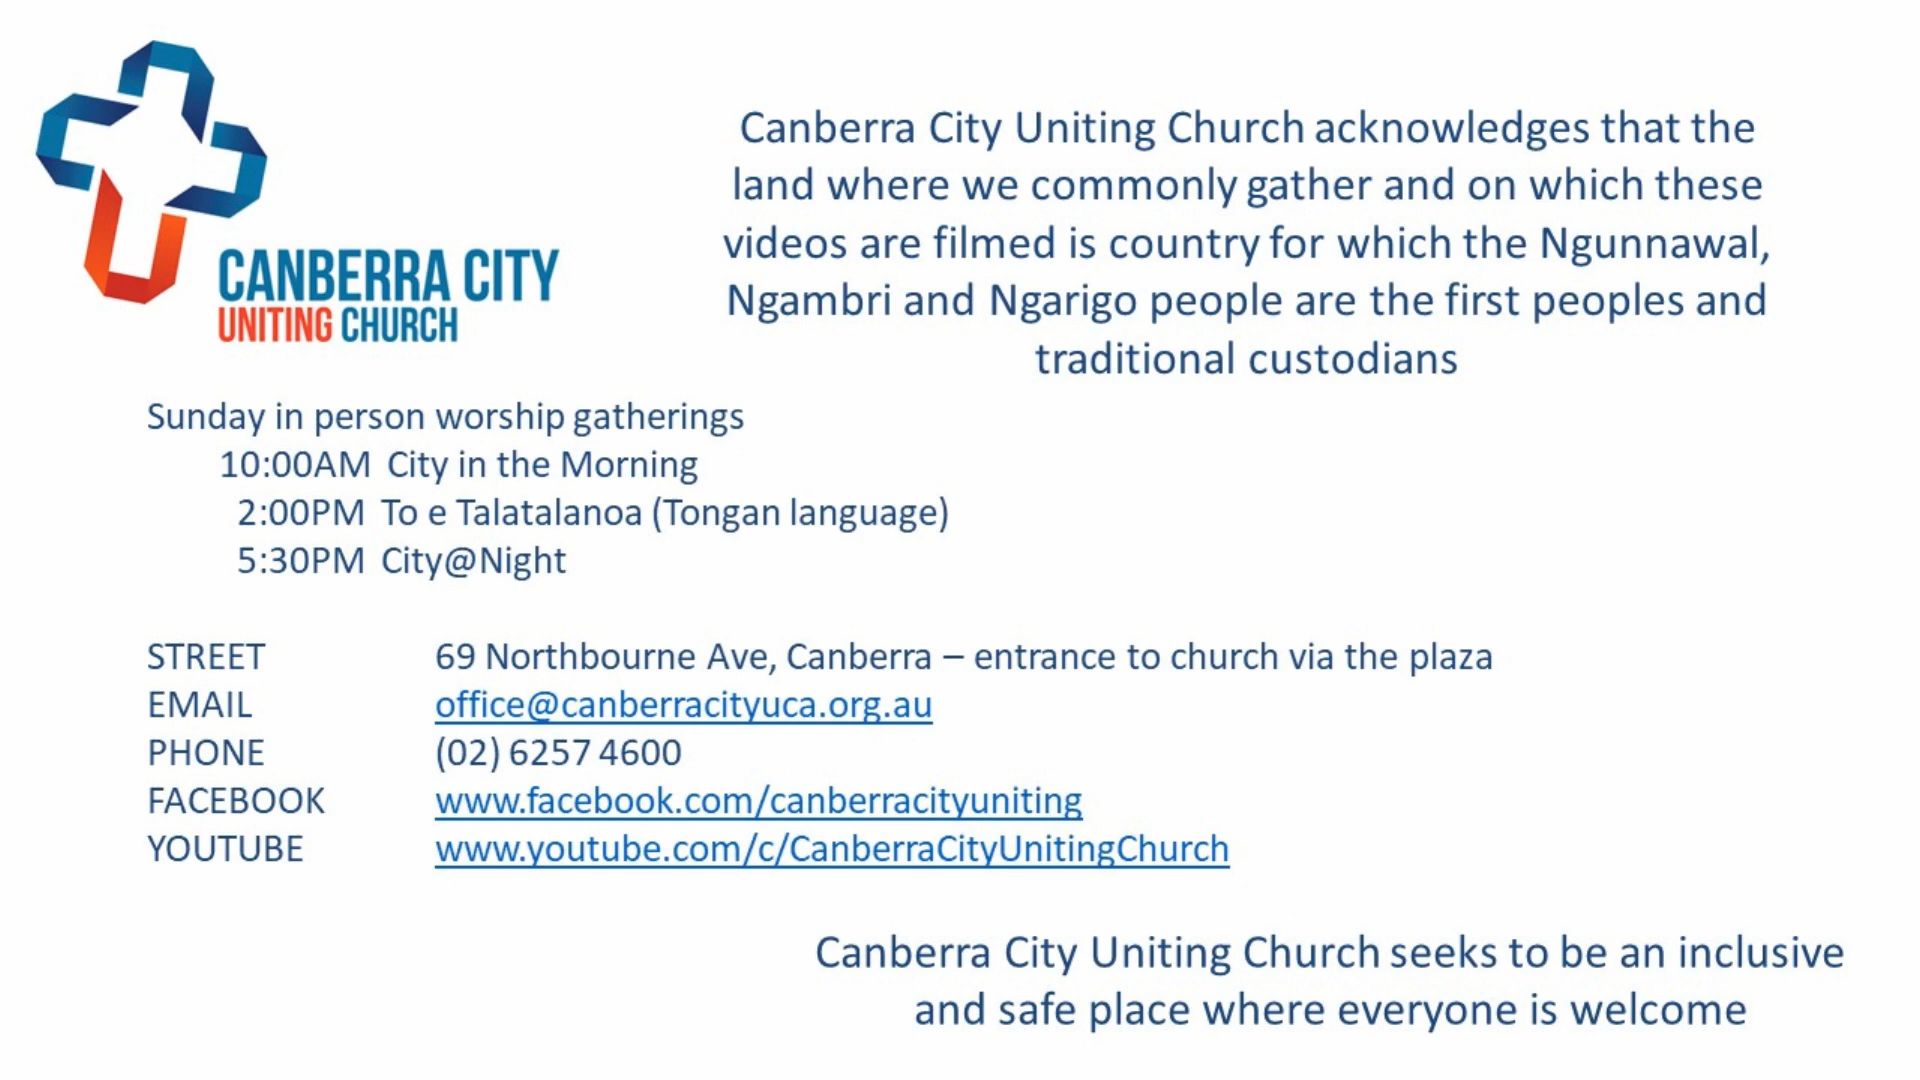 CANBERRA CITY
UNITING CHURCH
Canberra City Uniting Church acknowledges that the
land where we commonly gather and on which these
videos are filmed is country for which the Ngunnawal,
Ngambri and Ngarigo people are the first peoples and
traditional custodians
Sunday in person worship gatherings
10:00AM City in the Morning
2:00PM To e Talatalanoa (Tongan language)
5:30PM City@Night
STREET 69 Northbourne Ave, Canberra – entrance to church via the plaza
EMAIL office@canberracityuca.org.au
PHONE (02) 6257 4600
FACEBOOK www.facebook.com/canberracityuniting
YOUTUBE www.youtube.com/c/CanberraCityUnitingChurch
Canberra City Uniting Church seeks to be an inclusive
and safe place where everyone is welcome